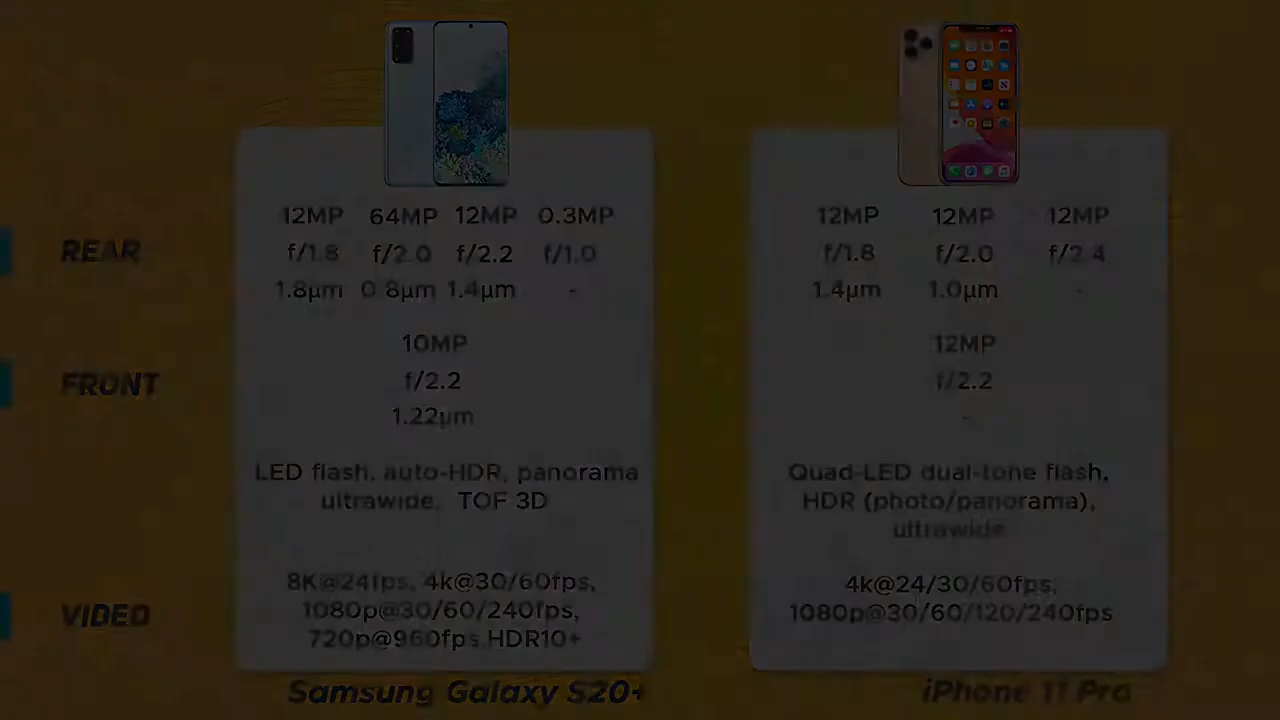 12MP 64MP 12MP 0.3MP
f/1.8 f/2.0 f/2.2 f/1.0
1.8µm 0.8µm 1.4µm -
12MP 12MP 12MP
f/1.8 f/2.0 f/2.4
1.4µm 1.0µm -
REAR
10MP
f/2.2
1.22µm
12MP
f/2.2
-
FRONT
LED flash, auto-HDR, panorama
ultrawide, TOF 3D
Quad-LED dual-tone flash,
HDR (photo/panorama),
ultrawide
8K@24fps, 4k@30/60fps,
1080p@30/60/240fps,
720p@960fps,HDR10+
4k@24/30/60fps,
1080p@30/60/120/240fps
VIDEO
Samsung Galaxy S20+
iPhone 11 Pro